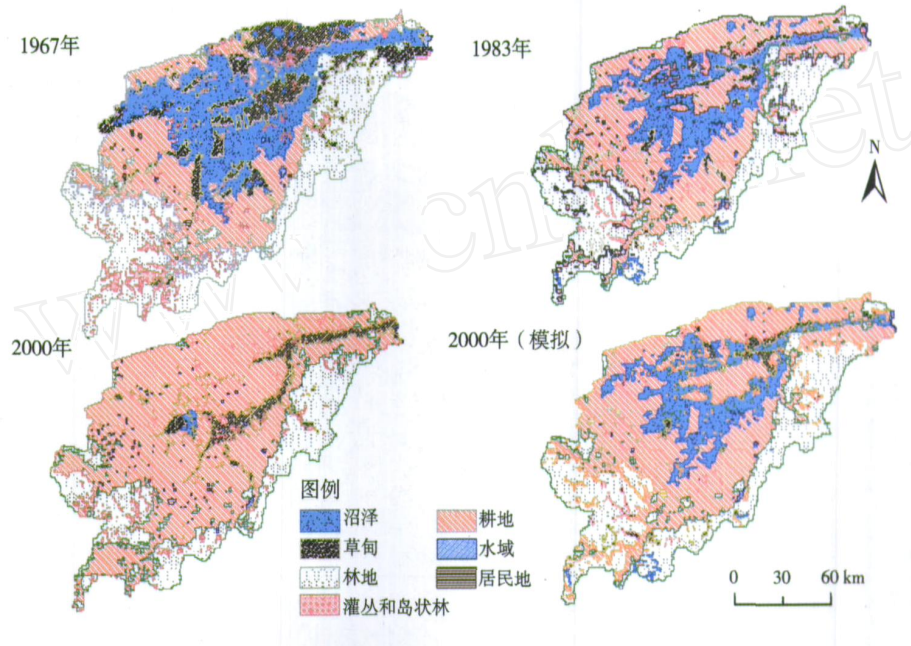 1967年
1983年
N
2000年
2000年（模拟）
图例
沼泽
耕地
草甸
水域
林地
居民地
灌丛和岛状林
0 30 60 km